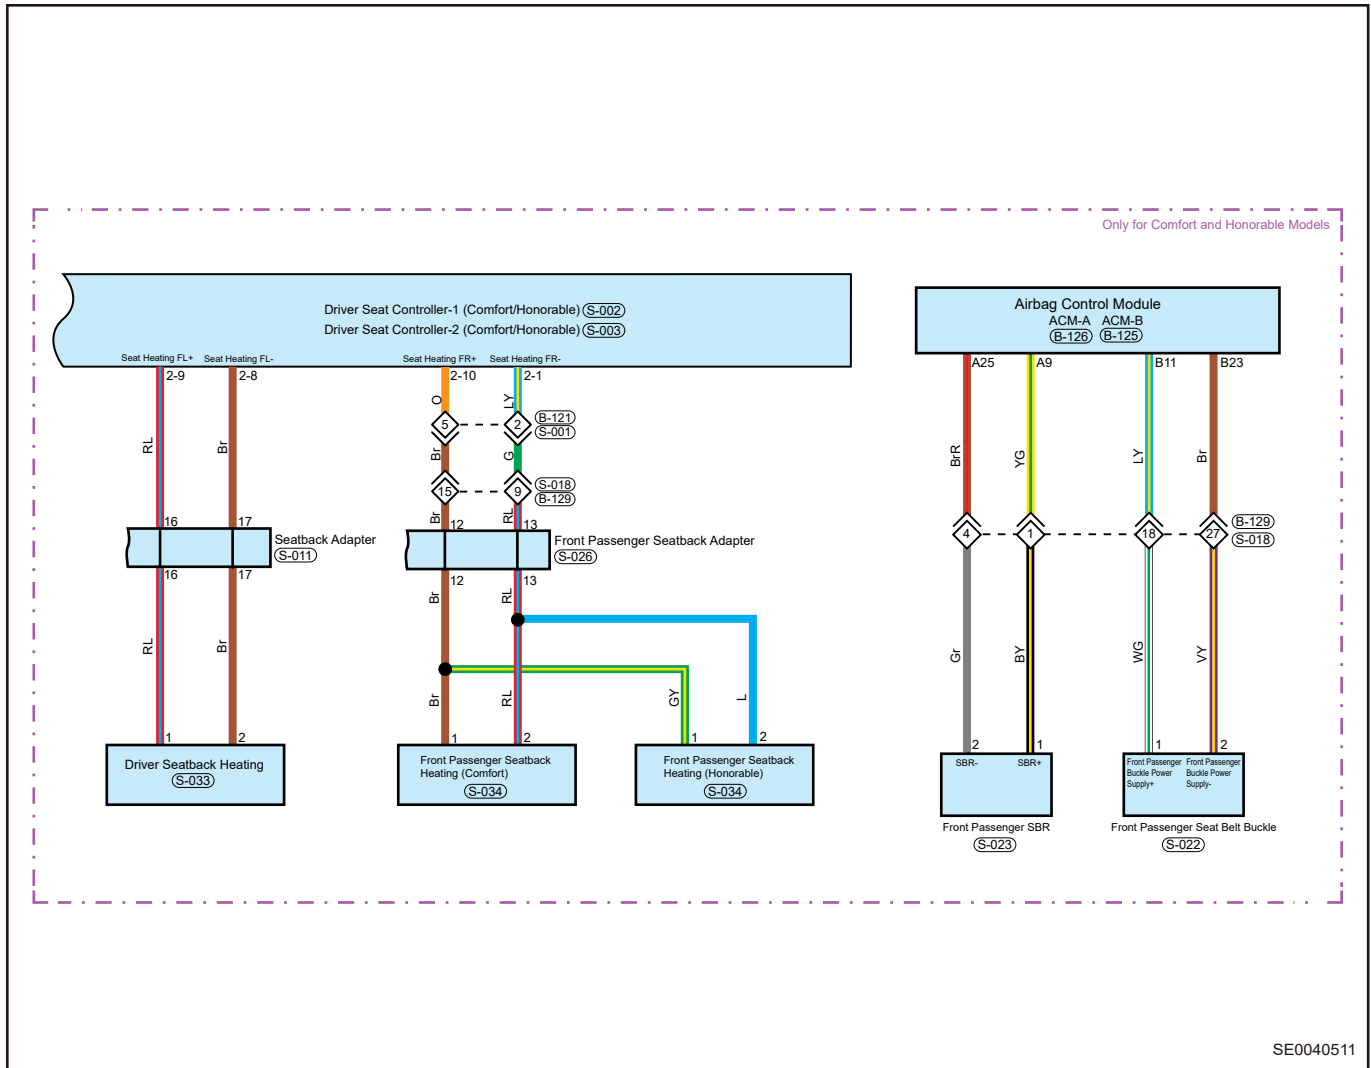 Only for Comfort and Honorable Models
Driver Seat Controller-1 (Comfort/Honorable) S-002
Driver Seat Controller-2 (Comfort/Honorable) S-003
Seat Heating FL+ Seat Heating FL- Seat Heating FR+ Seat Heating FR-
2-9 2-8 2-10 2-1
O LY
5 2 B-121
S-001
RL Br Br G
15 9 S-018
B-129
Br RL
16 17 12 13
Seatback Adapter
S-011
Front Passenger Seatback Adapter
S-026
16 17 12 13
Br RL
RL Br
Br RL GY L
1 2 1 2 1 2
Driver Seatback Heating
S-033
Front Passenger Seatback
Heating (Comfort)
S-034
Front Passenger Seatback
Heating (Honorable)
S-034
Airbag Control Module
ACM-A ACM-B
B-126 B-125
A25 A9 B11 B23
BrR YG LY Br
4 1 18 27 B-129
S-018
Gr BY WG VY
2 1 1 2
SBR- SBR+
Front Passenger
Buckle Power
Supply+
Front Passenger
Buckle Power
Supply-
Front Passenger SBR
S-023
Front Passenger Seat Belt Buckle
S-022
SE0040511